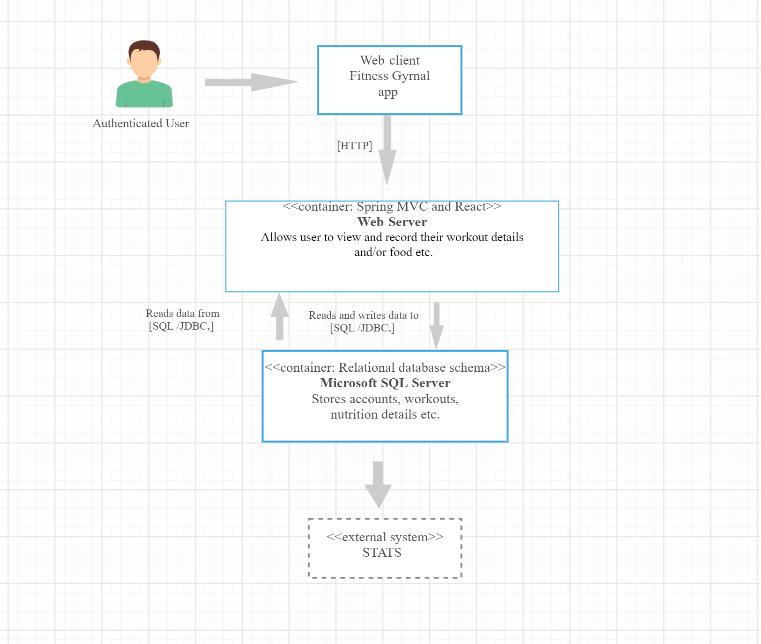 Web client
Fitness Gyrnal
app
Authenticated User
[HTTP]
<<container: Spring MVC and React>>
Web Server
Allows user to view and record their workout details
and/or food etc.
Reads data from
[SQL /JDBC,]
Reads and writes data to
[SQL /JDBC,]
<<container: Relational database schema>>
Microsoft SQL Server
Stores accounts, workouts,
nutrition details etc.
<<external system>>
STATS